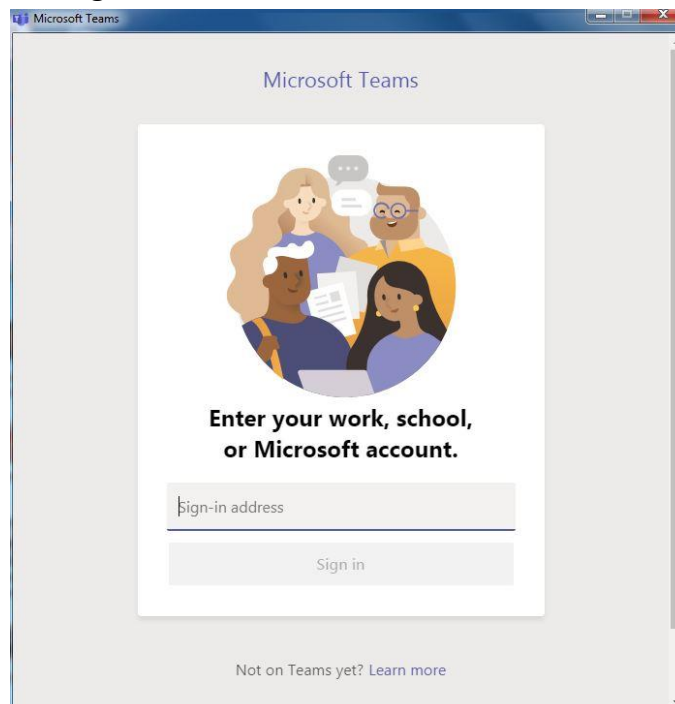 Microsoft Teams
Microsoft Teams
Enter your work, school,
or Microsoft account.
Sign-in address
Sign in
Not on Teams yet? Learn more